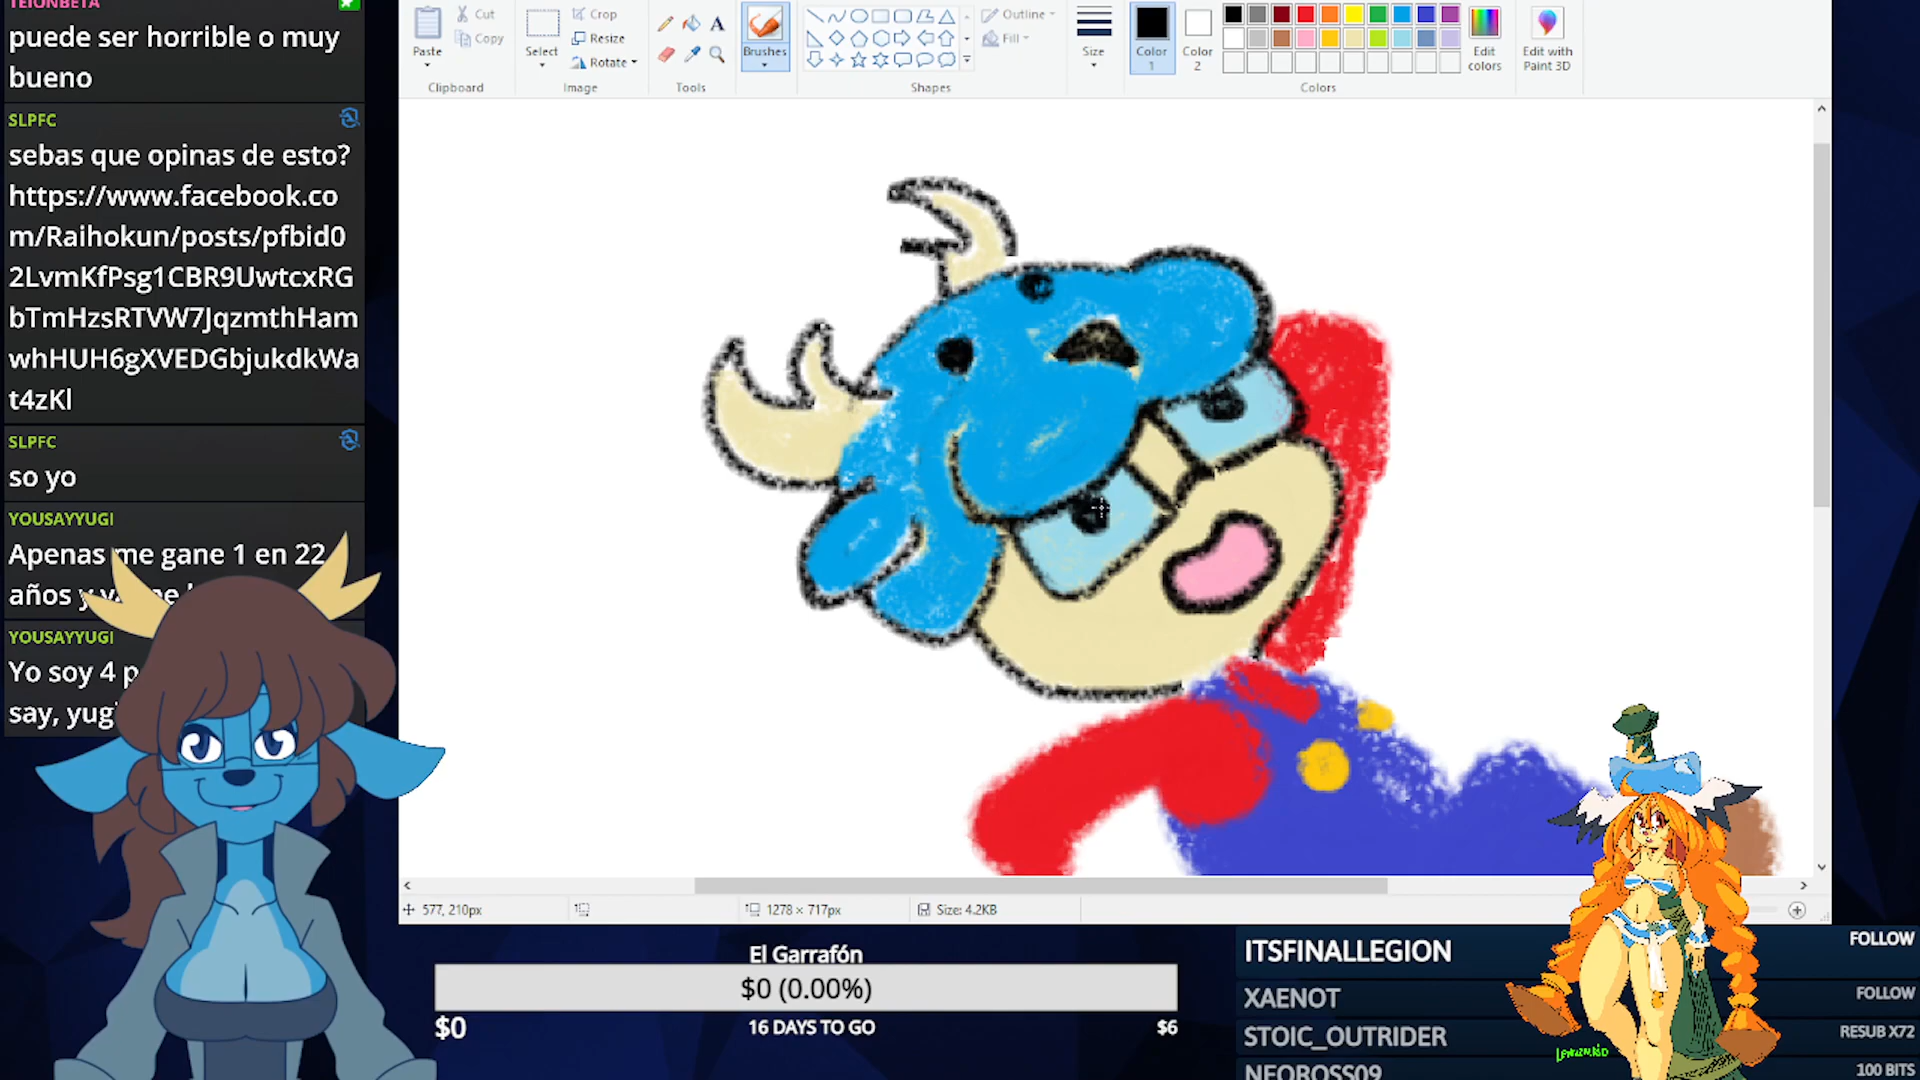 TEIONBETA
puede ser horrible o muy
bueno
SLPFC
sebas que opinas de esto?
https://www.facebook.co
m/Raihokun/posts/pfbid0
2LvmKfPsg1CBR9UwtcxRG
bTmHzsRTVW7JqzmthHam
whHUH6gXVEDGbjukdkWa
t4zKl
SLPFC
so yo
YOUSAYYUGI
Apenas me gane 1 en 22
años y
YOUSAYYUGI
Yo soy 4 p
say, yug
Paste
Cut
Copy
Clipboard
Select
Crop
Resize
Rotate
Image
A
Tools
Brushes
Outline
Fill
Shapes
Size
Color
1
Color
2
Edit
colors
Colors
Edit with
Paint 3D
577, 210px
1278 × 717px
Size: 4.2KB
El Garrafón
$0 (0.00%)
$0
16 DAYS TO GO
$6
ITSFINALLEGION FOLLOW
XAENOT FOLLOW
STOIC_OUTRIDER RESUB X72
NEOROSS09 100 BITS